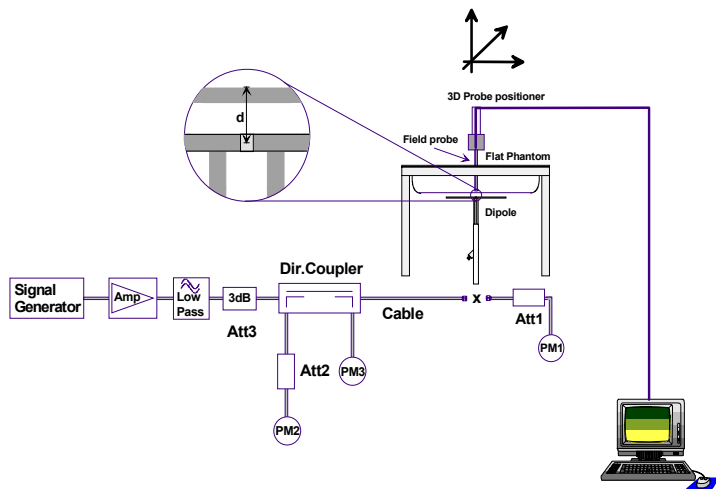 3D Probe positioner
d
Field probe
Flat Phantom
Dipole
Dir.Coupler
Signal
Generator
Amp
Low
Pass
3dB
Cable
x
Att3
Att1
PM1
Att2
PM3
PM2